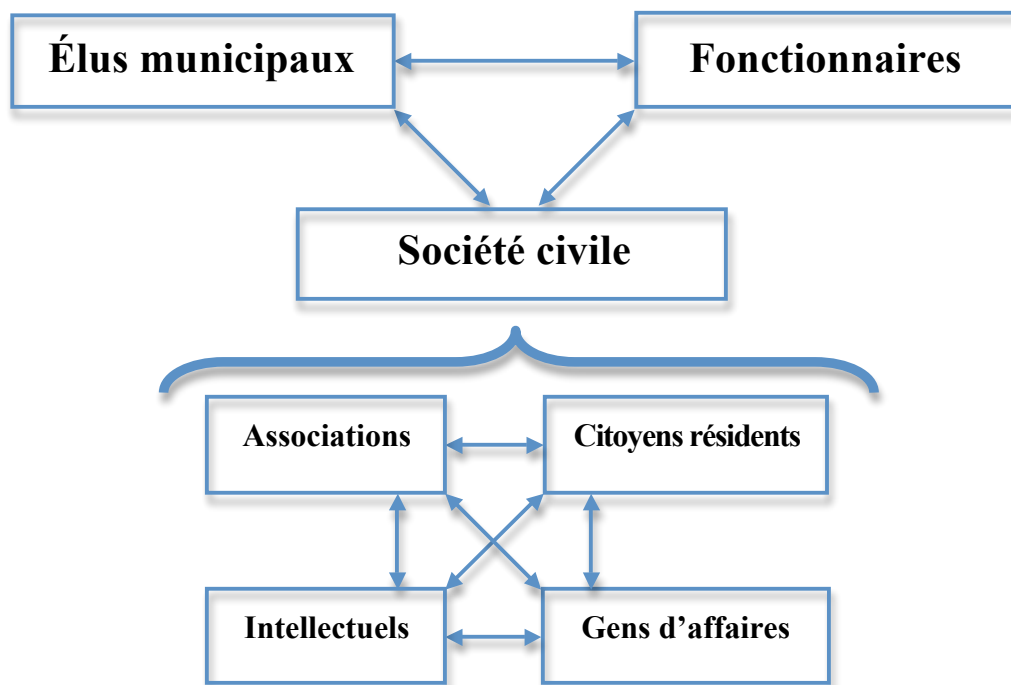 Élus municipaux
Fonctionnaires
Société civile
Associations
Citoyens résidents
Intellectuels
Gens d’affaires